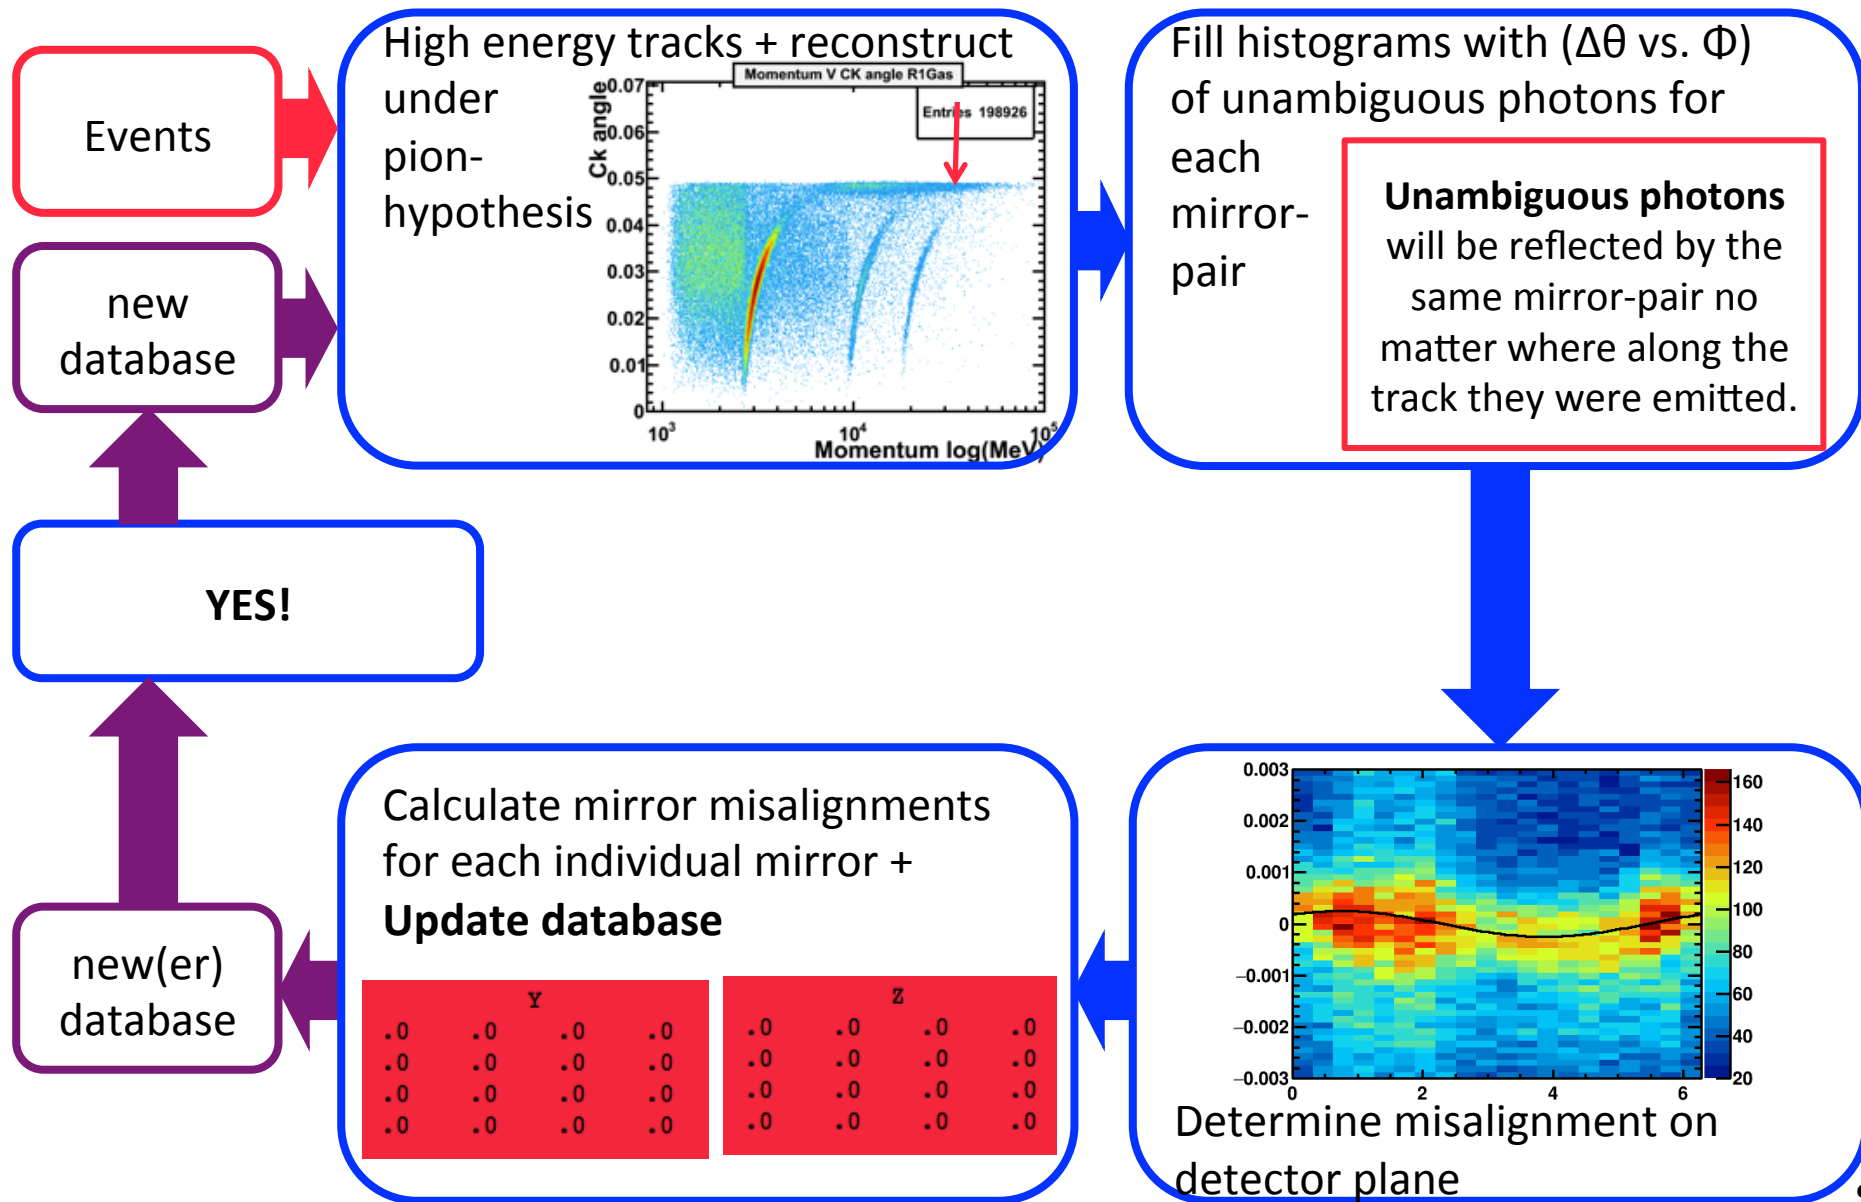 Events
new
database
YES!
new(er)
database
High energy tracks + reconstruct
under
pion-
hypothesis
Momentum V CK angle R1Gas
Entries 198926
Ck angle
0.07
0.06
0.05
0.04
0.03
0.02
0.01
0
10³ 10⁴ 10⁵
Momentum log(MeV)
Fill histograms with (Δθ vs. Φ)
of unambiguous photons for
each
mirror-
pair
Unambiguous photons
will be reflected by the
same mirror-pair no
matter where along the
track they were emitted.
0.003
0.002
0.001
0
−0.001
−0.002
−0.003
0 2 4 6
160
140
120
100
80
60
40
20
Determine misalignment on
detector plane
Calculate mirror misalignments
for each individual mirror +
Update database
Y
.0 .0 .0 .0
.0 .0 .0 .0
.0 .0 .0 .0
.0 .0 .0 .0
Z
.0 .0 .0 .0
.0 .0 .0 .0
.0 .0 .0 .0
.0 .0 .0 .0